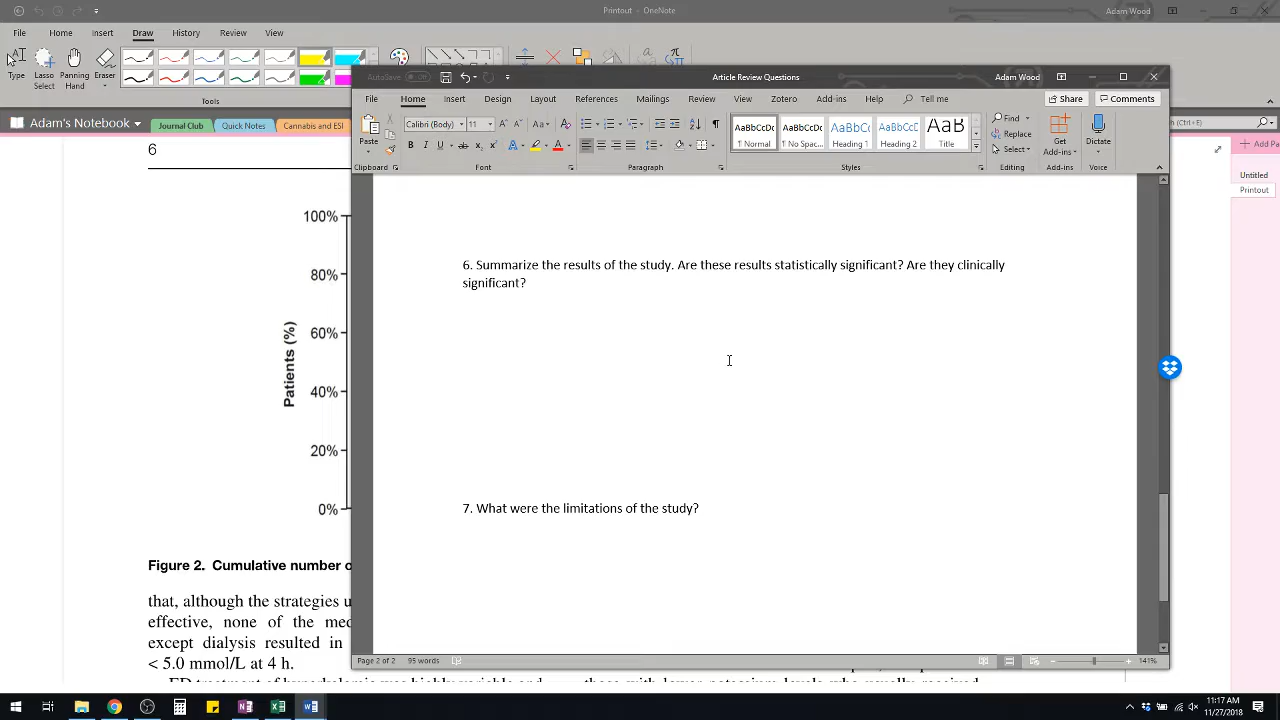 Printout - OneNote
Adam Wood
File Home Insert Draw History Review View
Type
Lasso
Select
Panning
Hand
Eraser
Tools
AutoSave Off
Article Review Questions
Adam Wood
File Home Insert Design Layout References Mailings Review View Zotero Add-ins Help Tell me
Share Comments
Paste
Calibri (Body) 11
Find
Replace
Select
AaBbCcDc AaBbCcDc AaBbCc AaBbCcD AaB
¶ Normal ¶ No Spac... Heading 1 Heading 2 Title
Get
Add-ins
Dictate
Clipboard Font Paragraph Styles Editing Add-ins Voice
Adam's Notebook
Journal Club Quick Notes Cannabis and ESI
Ctrl+E)
Add Pa
Untitled
Printout
6
100%
80%
60%
40%
20%
0%
Patients (%)
6. Summarize the results of the study. Are these results statistically significant? Are they clinically
significant?
7. What were the limitations of the study?
Figure 2. Cumulative number o
that, although the strategies u
effective, none of the med
except dialysis resulted in
< 5.0 mmol/L at 4 h.
Page 2 of 2 95 words
141%
11:17 AM
11/27/2018